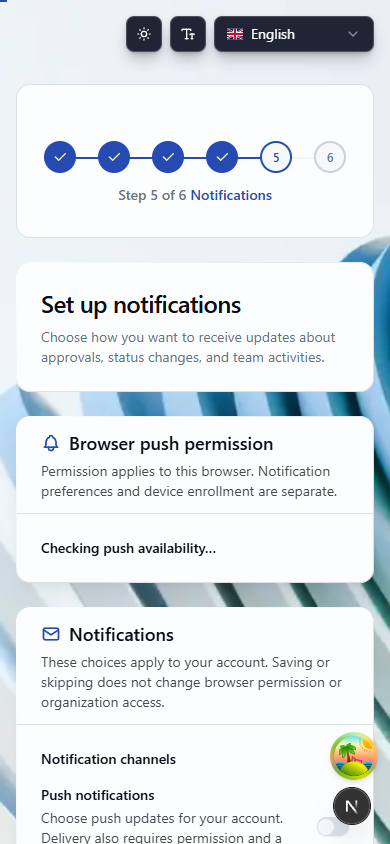 English
5
6
Step 5 of 6 Notifications
Set up notifications
Choose how you want to receive updates about
approvals, status changes, and team activities.
Browser push permission
Permission applies to this browser. Notification
preferences and device enrollment are separate.
Checking push availability...
Notifications
These choices apply to your account. Saving or
skipping does not change browser permission or
organization access.
Notification channels
Push notifications
Choose push updates for your account.
Delivery also requires permission and a
N